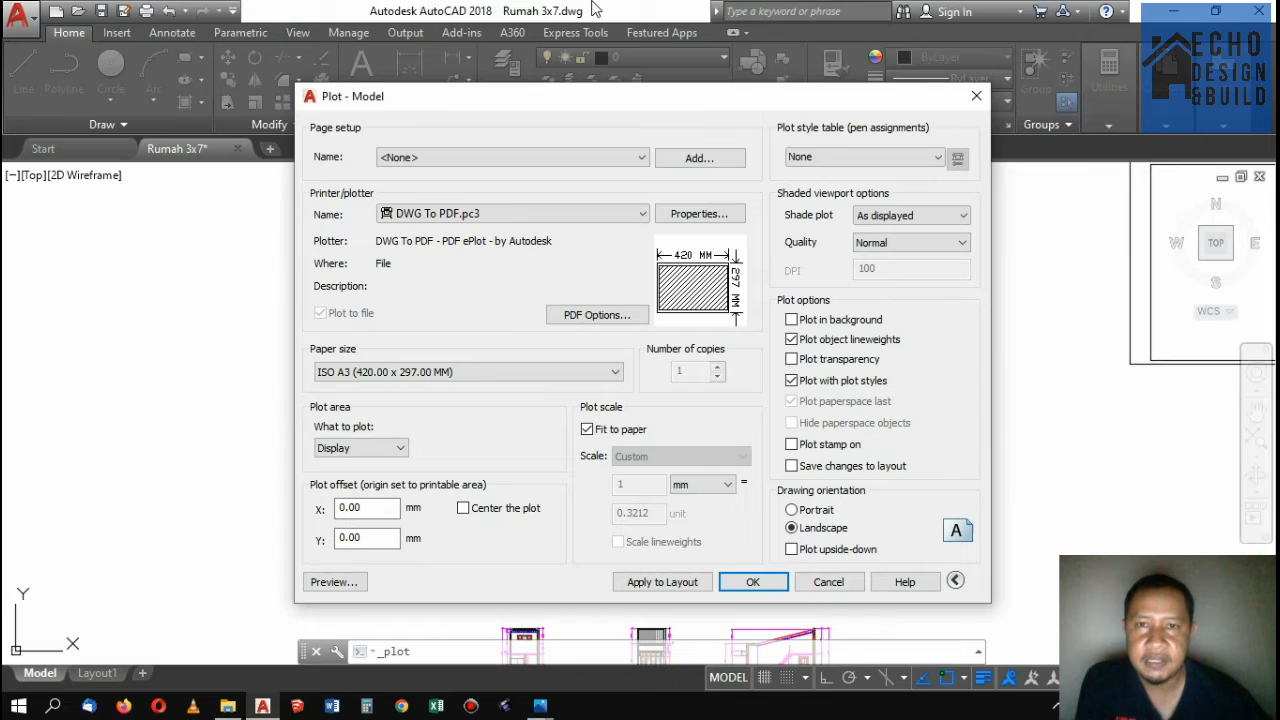 Autodesk AutoCAD 2018 Rumah 3x7.dwg
Type a keyword or phrase
Sign In
Home Insert Annotate Parametric View Manage Output Add-ins A360 Express Tools Featured Apps
0
ByLayer
Line Polyline Circle Arc
Group
Utilities
Draw Modify Groups
ECHO
DESIGN
&BUILD
Start
Rumah 3x7*
[−][Top][2D Wireframe]
Plot - Model
Page setup
Name: <None> Add...
Printer/plotter
Name: DWG To PDF.pc3 Properties...
Plotter: DWG To PDF - PDF ePlot - by Autodesk
Where: File
Description:
Plot to file
PDF Options...
420 MM
297 MM
Paper size
ISO A3 (420.00 x 297.00 MM)
Number of copies
1
Plot area
What to plot:
Display
Plot offset (origin set to printable area)
X: 0.00 mm
Center the plot
Y: 0.00 mm
Plot scale
Fit to paper
Scale: Custom
1 mm =
0.3212 unit
Scale lineweights
Plot style table (pen assignments)
None
Shaded viewport options
Shade plot As displayed
Quality Normal
DPI 100
Plot options
Plot in background
Plot object lineweights
Plot transparency
Plot with plot styles
Plot paperspace last
Hide paperspace objects
Plot stamp on
Save changes to layout
Drawing orientation
Portrait
Landscape
Plot upside-down
A
Preview... Apply to Layout OK Cancel Help
N
W TOP E
S
WCS
Y
X
_plot
Model Layout1
MODEL